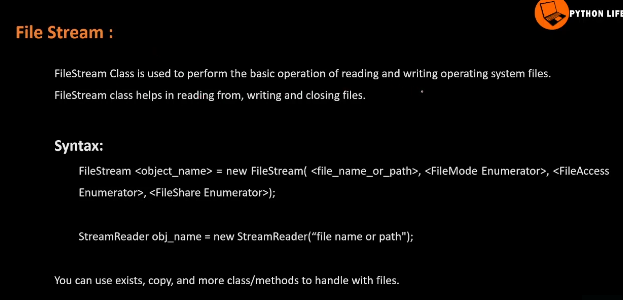 PYTHON LIFE
File Stream :
FileStream Class is used to perform the basic operation of reading and writing operating system files.
FileStream class helps in reading from, writing and closing files.
Syntax:
FileStream <object_name> = new FileStream( <file_name_or_path>, <FileMode Enumerator>, <FileAccess
Enumerator>, <FileShare Enumerator>);
StreamReader obj_name = new StreamReader(“file name or path");
You can use exists, copy, and more class/methods to handle with files.